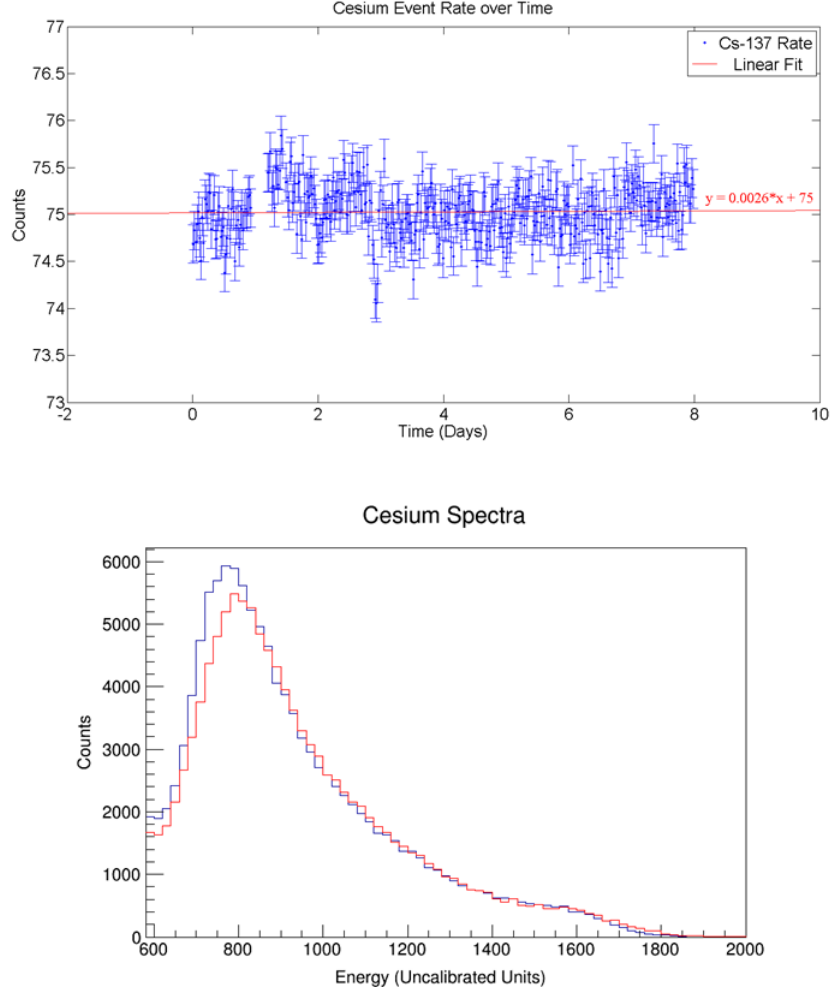 Cesium Event Rate over Time
77
76.5
76
75.5
75
74.5
74
73.5
73
Counts
Cs-137 Rate
Linear Fit
y = 0.0026*x + 75
-2 0 2 4 6 8 10
Time (Days)
Cesium Spectra
6000
5000
4000
3000
2000
1000
0
Counts
600 800 1000 1200 1400 1600 1800 2000
Energy (Uncalibrated Units)